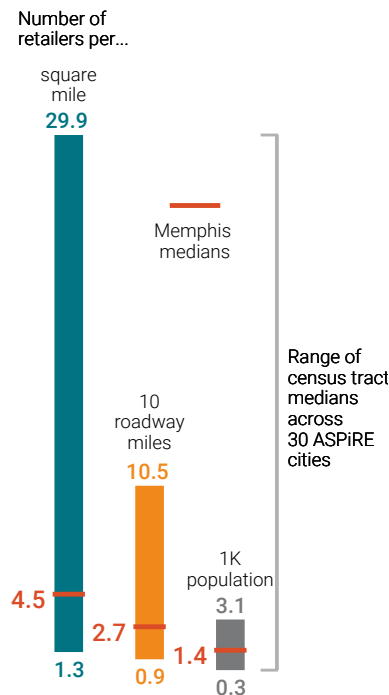 Number of
retailers per...
square
mile
29.9
Memphis
medians
4.5
1.3
10
roadway
miles
10.5
2.7
0.9
1K
population
3.1
1.4
0.3
Range of
census tract
medians
across
30 ASPiRE
cities